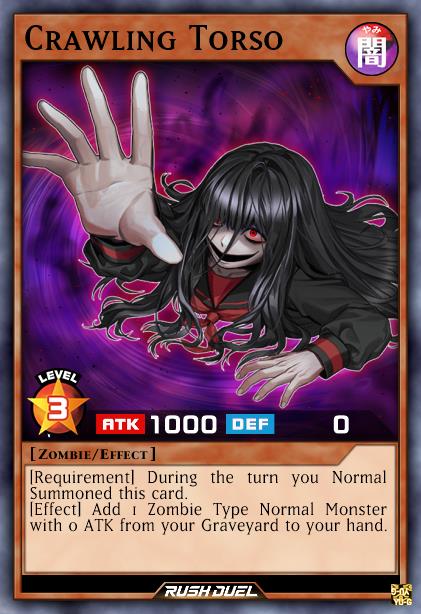 Crawling Torso
やみ
闇
LEVEL
3
ATK 1000 DEF 0
[Zombie/Effect]
[Requirement] During the turn you Normal
Summoned this card.
[Effect] Add 1 Zombie Type Normal Monster
with 0 ATK from your Graveyard to your hand.
RUSH DUEL